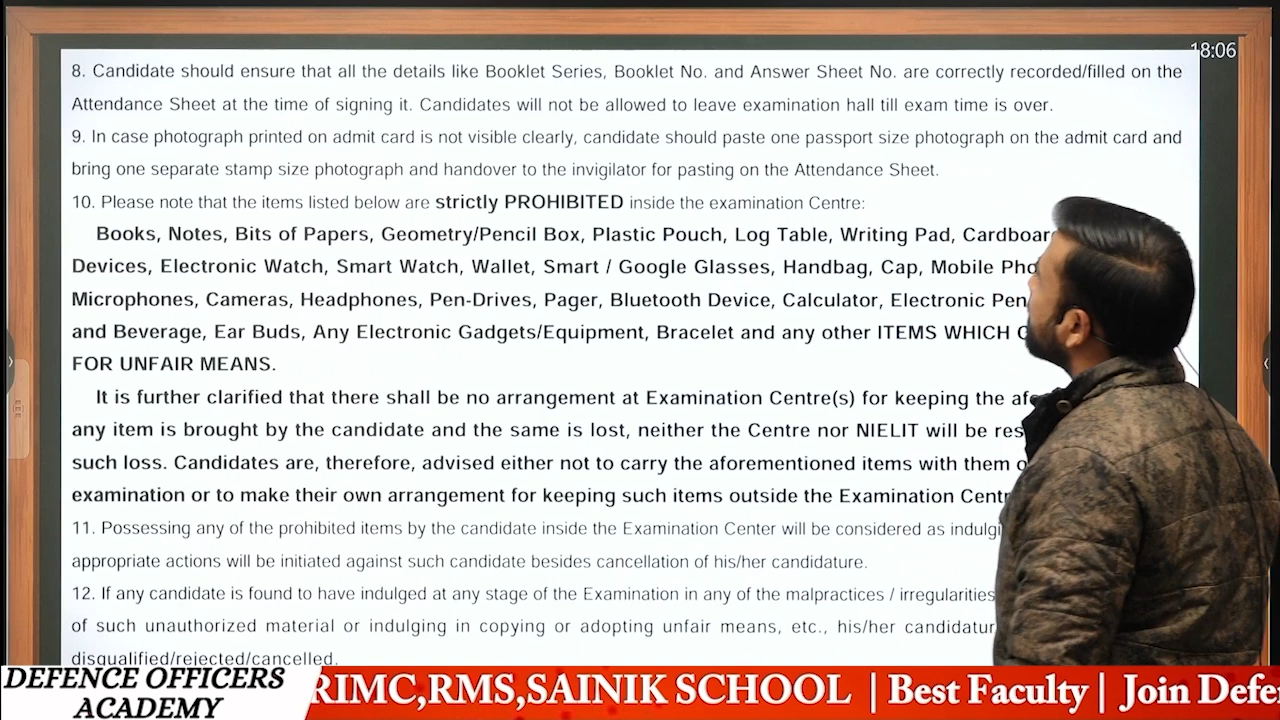 18:06
8. Candidate should ensure that all the details like Booklet Series, Booklet No. and Answer Sheet No. are correctly recorded/filled on the
Attendance Sheet at the time of signing it. Candidates will not be allowed to leave examination hall till exam time is over.
9. In case photograph printed on admit card is not visible clearly, candidate should paste one passport size photograph on the admit card and
bring one separate stamp size photograph and handover to the invigilator for pasting on the Attendance Sheet.
10. Please note that the items listed below are strictly PROHIBITED inside the examination Centre:
Books, Notes, Bits of Papers, Geometry/Pencil Box, Plastic Pouch, Log Table, Writing Pad,
Devices, Electronic Watch, Smart Watch, Wallet, Smart / Google Glasses, Handbag, Cap, Mobile
Microphones, Cameras, Headphones, Pen-Drives, Pager, Bluetooth Device, Calculator, Electronic
and Beverage, Ear Buds, Any Electronic Gadgets/Equipment, Bracelet and any other ITEMS WHICH
FOR UNFAIR MEANS.
It is further clarified that there shall be no arrangement at Examination Centre(s) for keeping the
any item is brought by the candidate and the same is lost, neither the Centre nor NIELIT will be
such loss. Candidates are, therefore, advised either not to carry the aforementioned items with them
examination or to make their own arrangement for keeping such items outside the Examination
11. Possessing any of the prohibited items by the candidate inside the Examination Center will be considered as
appropriate actions will be initiated against such candidate besides cancellation of his/her candidature.
12. If any candidate is found to have indulged at any stage of the Examination in any of the malpractices / irregularities
of such unauthorized material or indulging in copying or adopting unfair means, etc., his/her
disqualified/rejected/cancelled.
DEFENCE OFFICERS
ACADEMY
RIMC,RMS,SAINIK SCHOOL | Best Faculty | Join